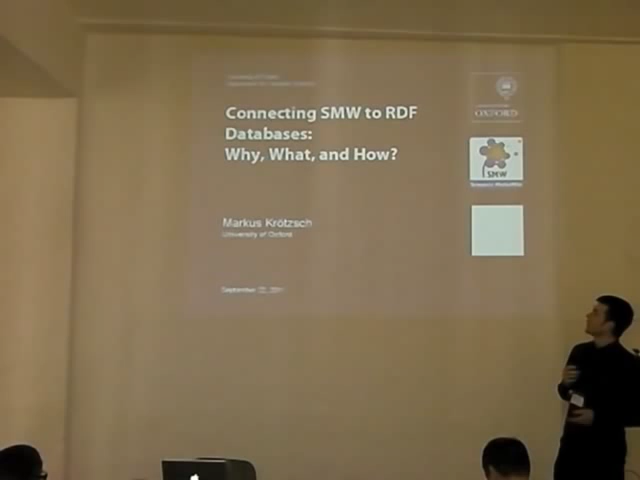 Connecting SMW to RDF
Databases:
Why, What, and How?
Markus Krötzsch
University of Oxford
OXFORD
SMW